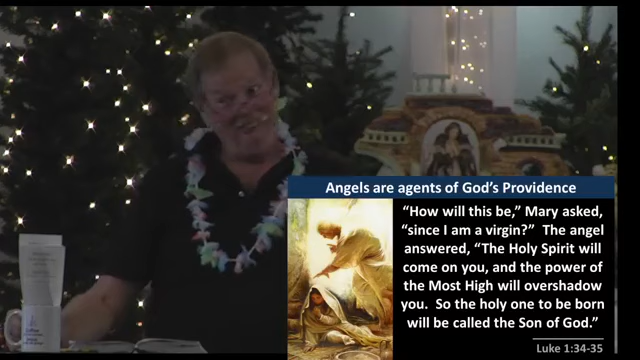 Angels are agents of God's Providence
"How will this be," Mary asked,
"since I am a virgin?" The angel
answered, "The Holy Spirit will
come on you, and the power of
the Most High will overshadow
you. So the holy one to be born
will be called the Son of God."
Luke 1:34-35